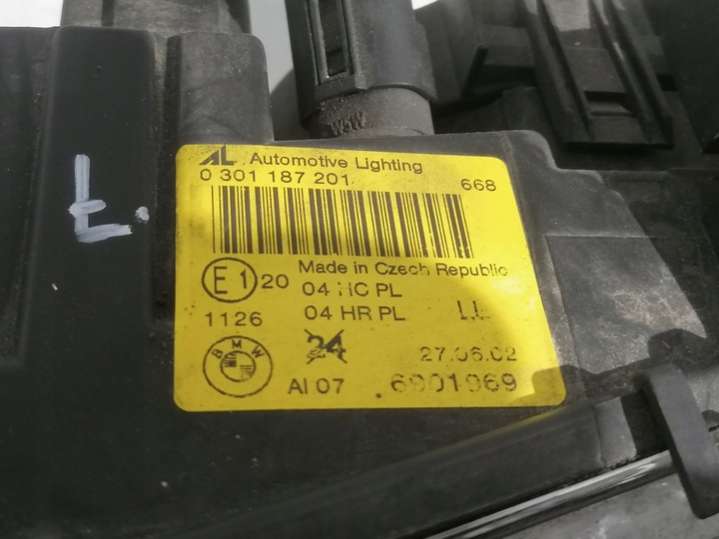 W5W
AL Automotive Lighting
0 301 187 201
668
Made in Czech Republic
E1 20
04 HC PL
1126
04 HR PL
24
27.06.02
BMW
AI 07
6901969
L.